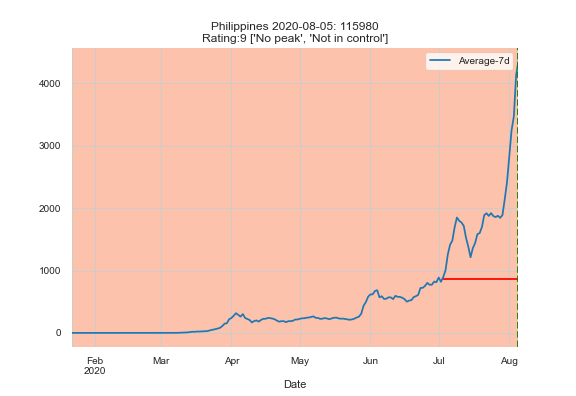 Philippines 2020-08-05: 115980
Rating:9 ['No peak', 'Not in control']
Average-7d
4000
3000
2000
1000
0
Feb Mar Apr May Jun Jul Aug
2020
Date